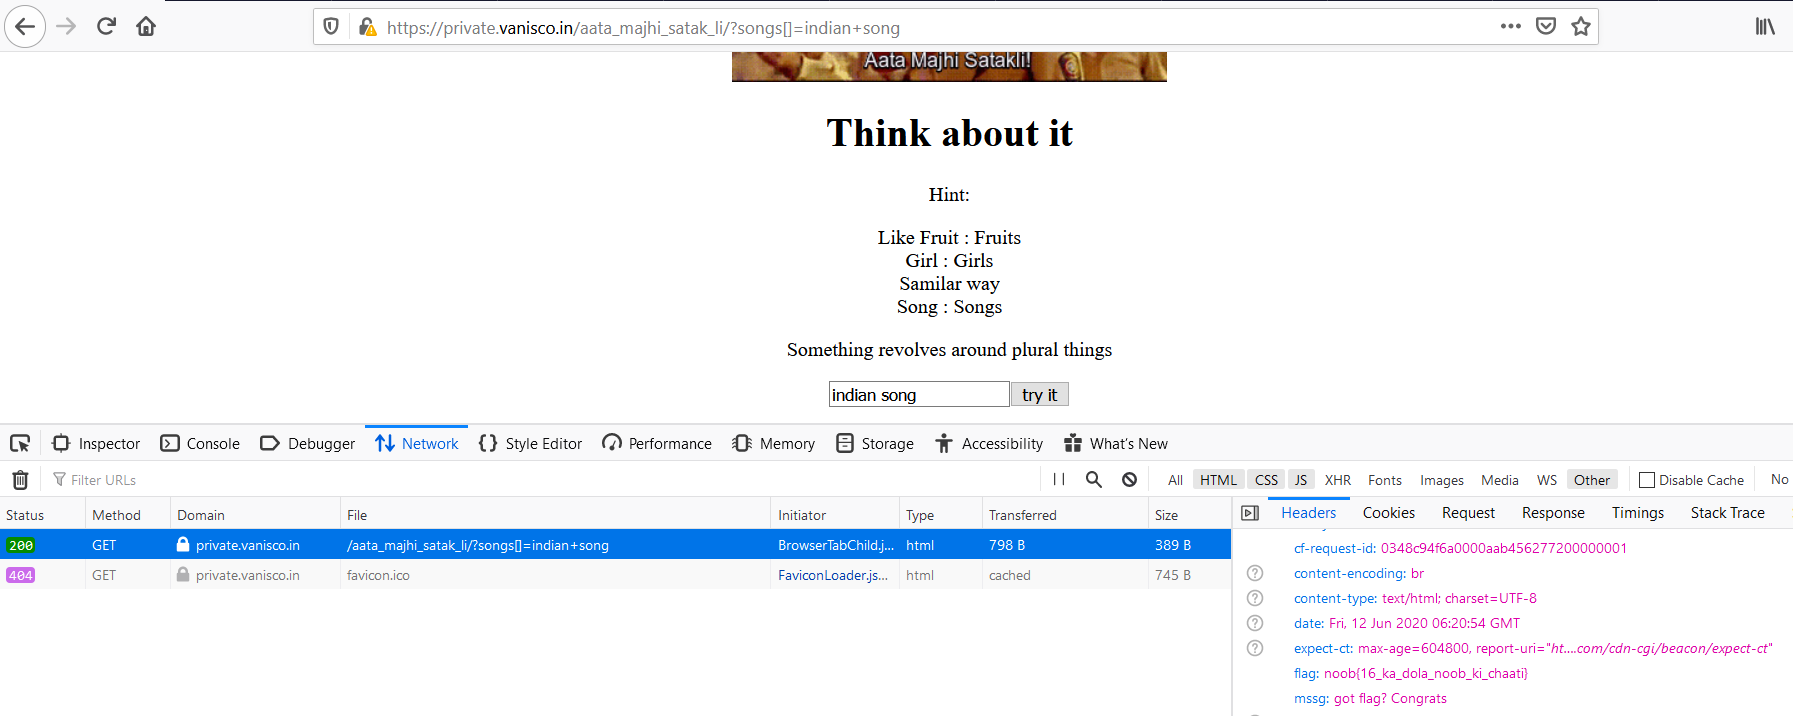 https://private.vanisco.in/aata_majhi_satak_li/?songs[]=indian+song
Aata Majhi Satakli!
Think about it
Hint:
Like Fruit : Fruits
Girl : Girls
Samilar way
Song : Songs
Something revolves around plural things
indian song try it
Inspector Console Debugger Network Style Editor Performance Memory Storage Accessibility What's New
Filter URLs All HTML CSS JS XHR Fonts Images Media WS Other Disable Cache No
Status Method Domain File Initiator Type Transferred Size Headers Cookies Request Response Timings Stack Trace
200 GET private.vanisco.in /aata_majhi_satak_li/?songs[]=indian+song BrowserTabChild.j... html 798 B 389 B
404 GET private.vanisco.in favicon.ico FaviconLoader.js... html cached 745 B
cf-request-id: 0348c94f6a0000aab456277200000001
content-encoding: br
content-type: text/html; charset=UTF-8
date: Fri, 12 Jun 2020 06:20:54 GMT
expect-ct: max-age=604800, report-uri="ht....com/cdn-cgi/beacon/expect-ct"
flag: noob{16_ka_dola_noob_ki_chaati}
mssg: got flag? Congrats